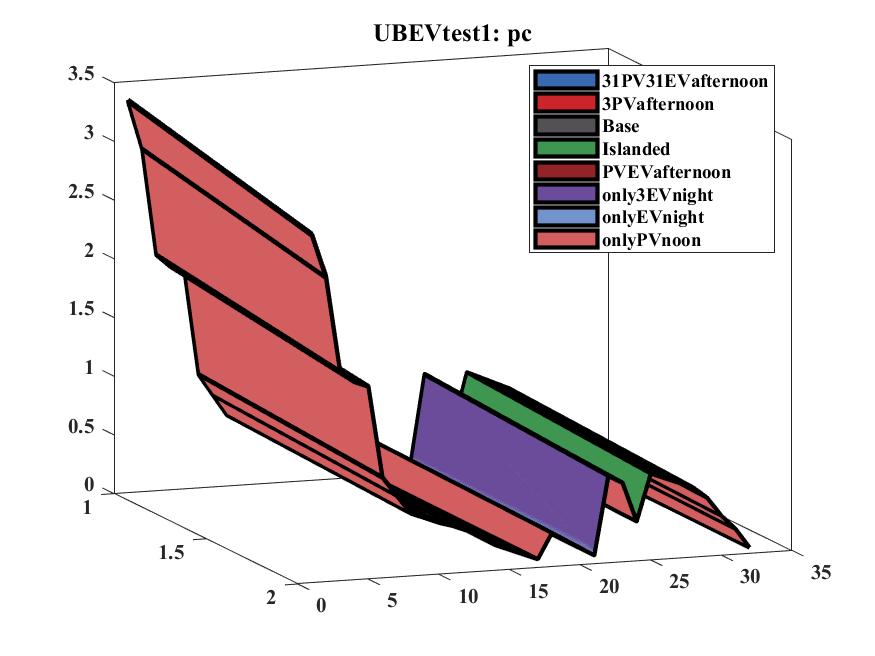 UBEVtest1: pc
31PV31EVafternoon
3PVafternoon
Base
Islanded
PVEVafternoon
only3EVnight
onlyEVnight
onlyPVnoon
3.5
3
2.5
2
1.5
1
0.5
0
1
1.5
2
0
5
10
15
20
25
30
35